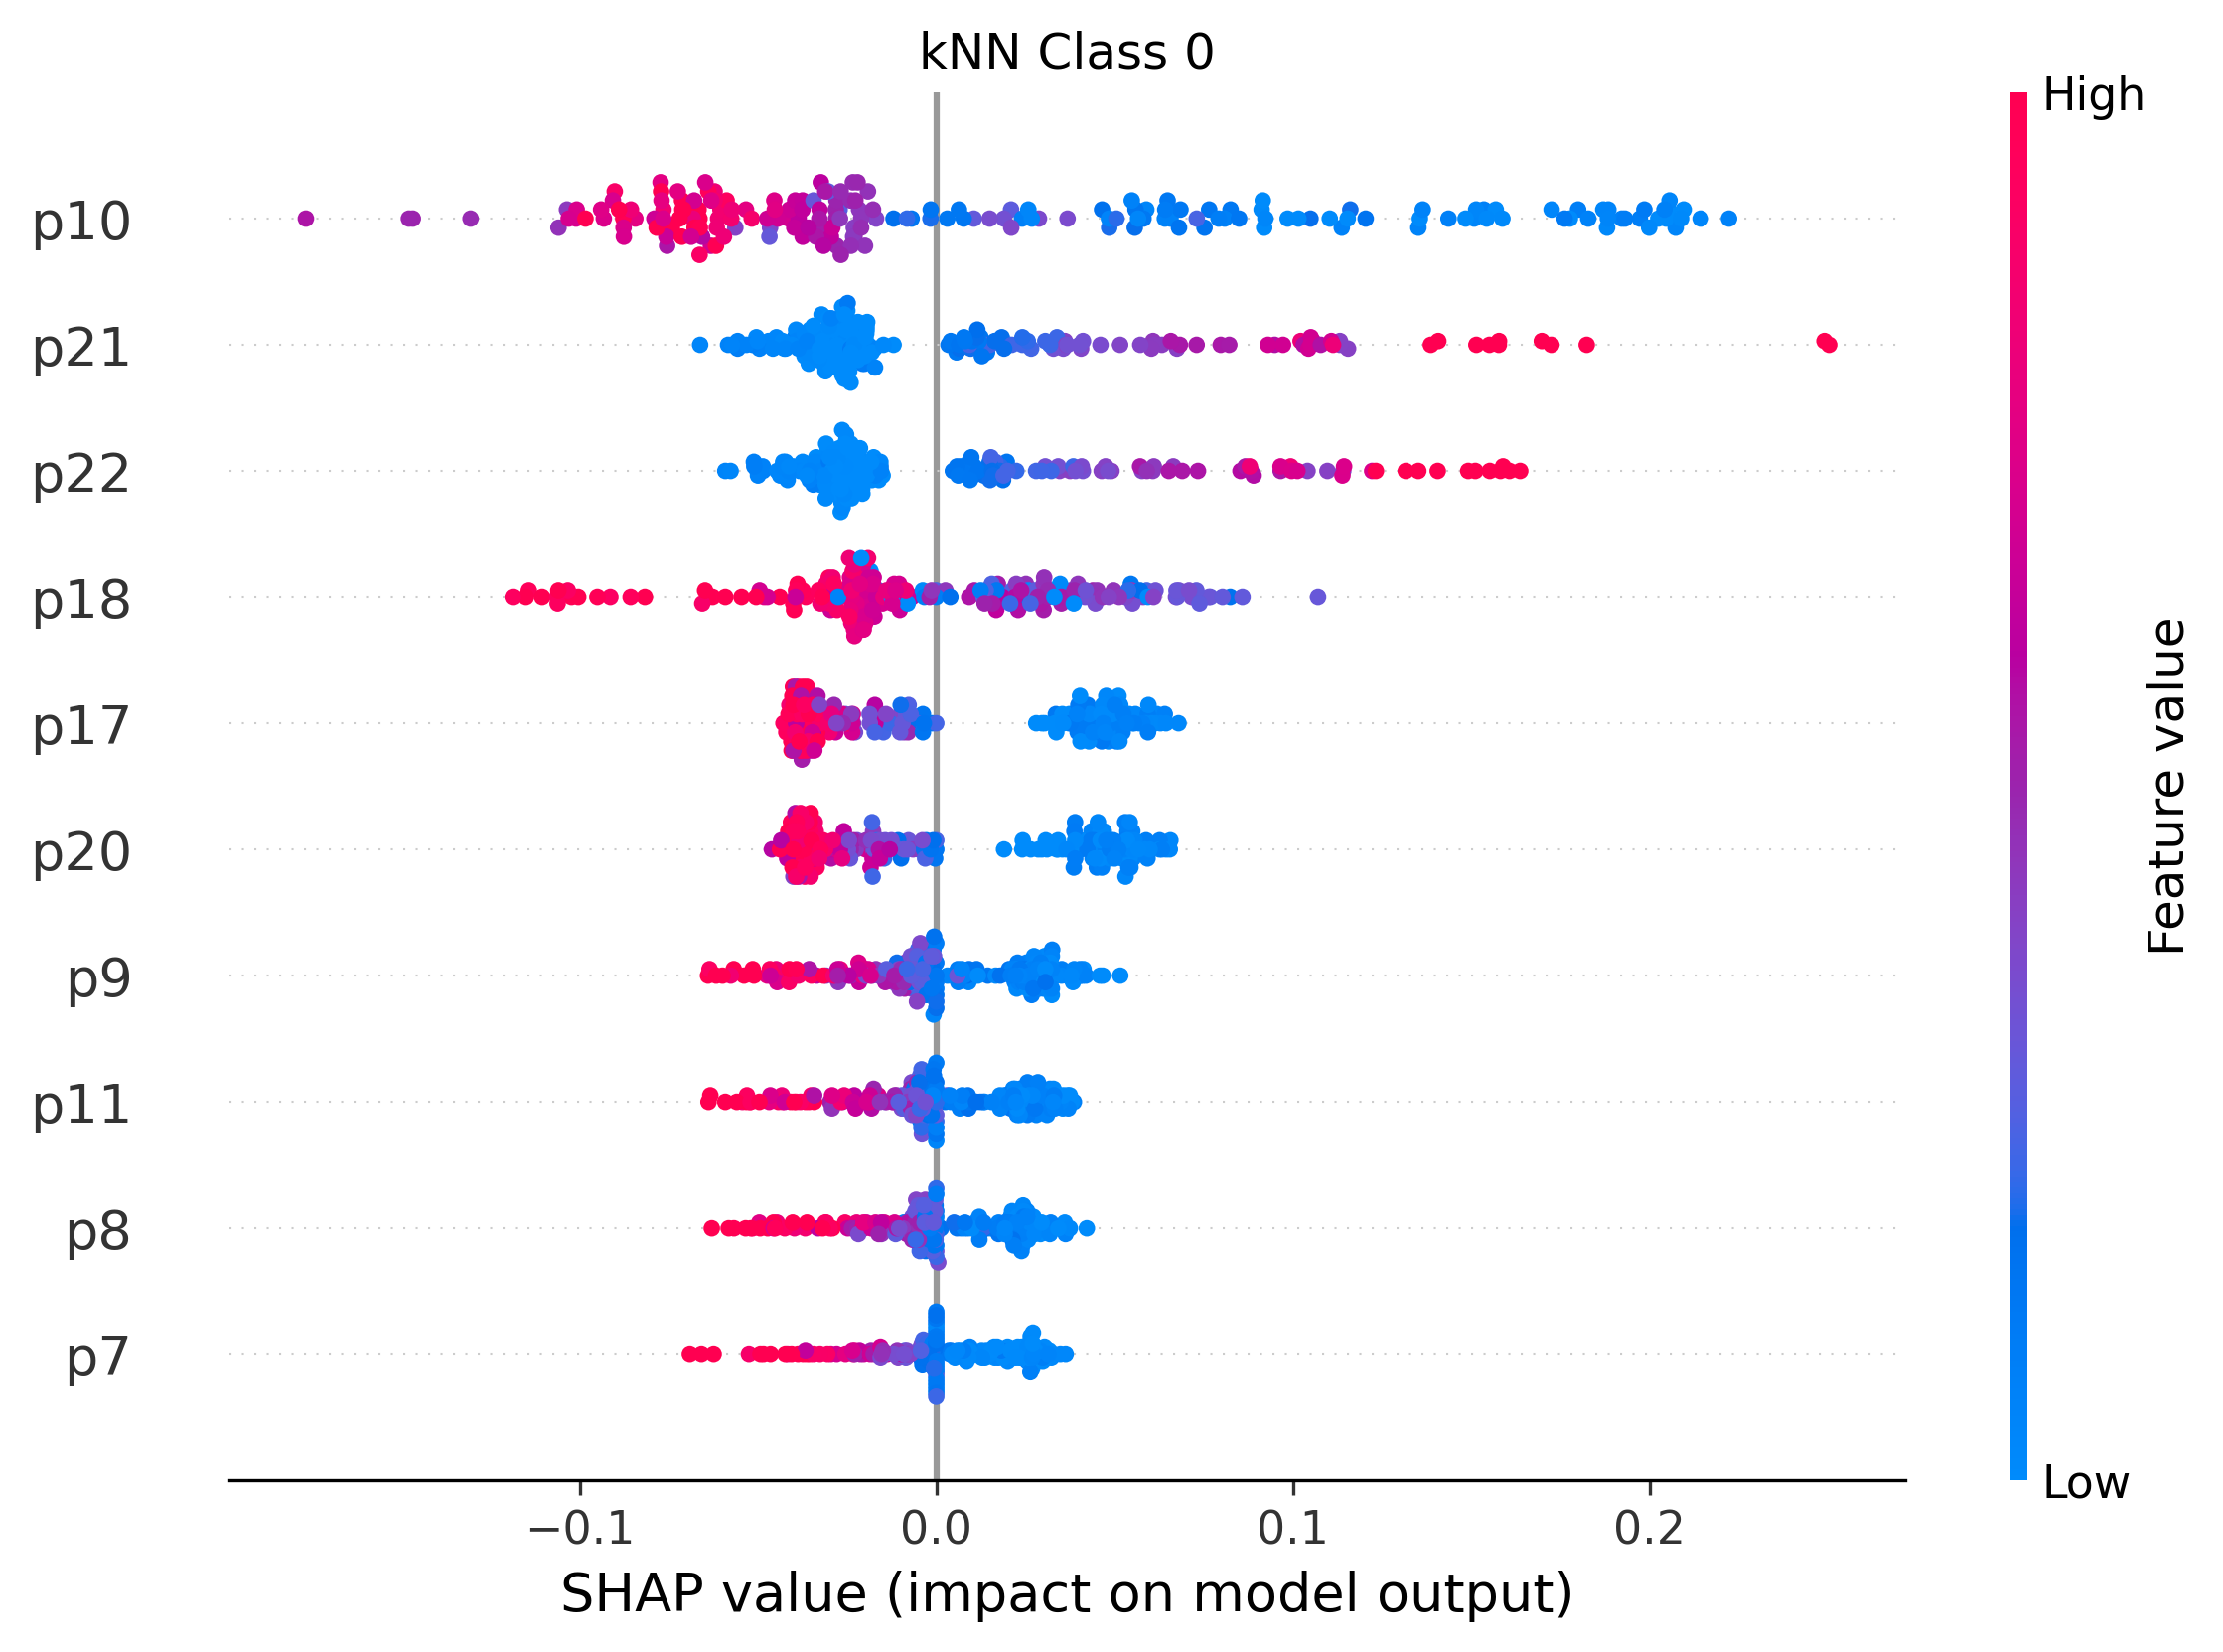 kNN Class 0
High
p10
p21
p22
p18
p17
p20
p9
p11
p8
p7
Feature value
Low
−0.1 0.0 0.1 0.2
SHAP value (impact on model output)